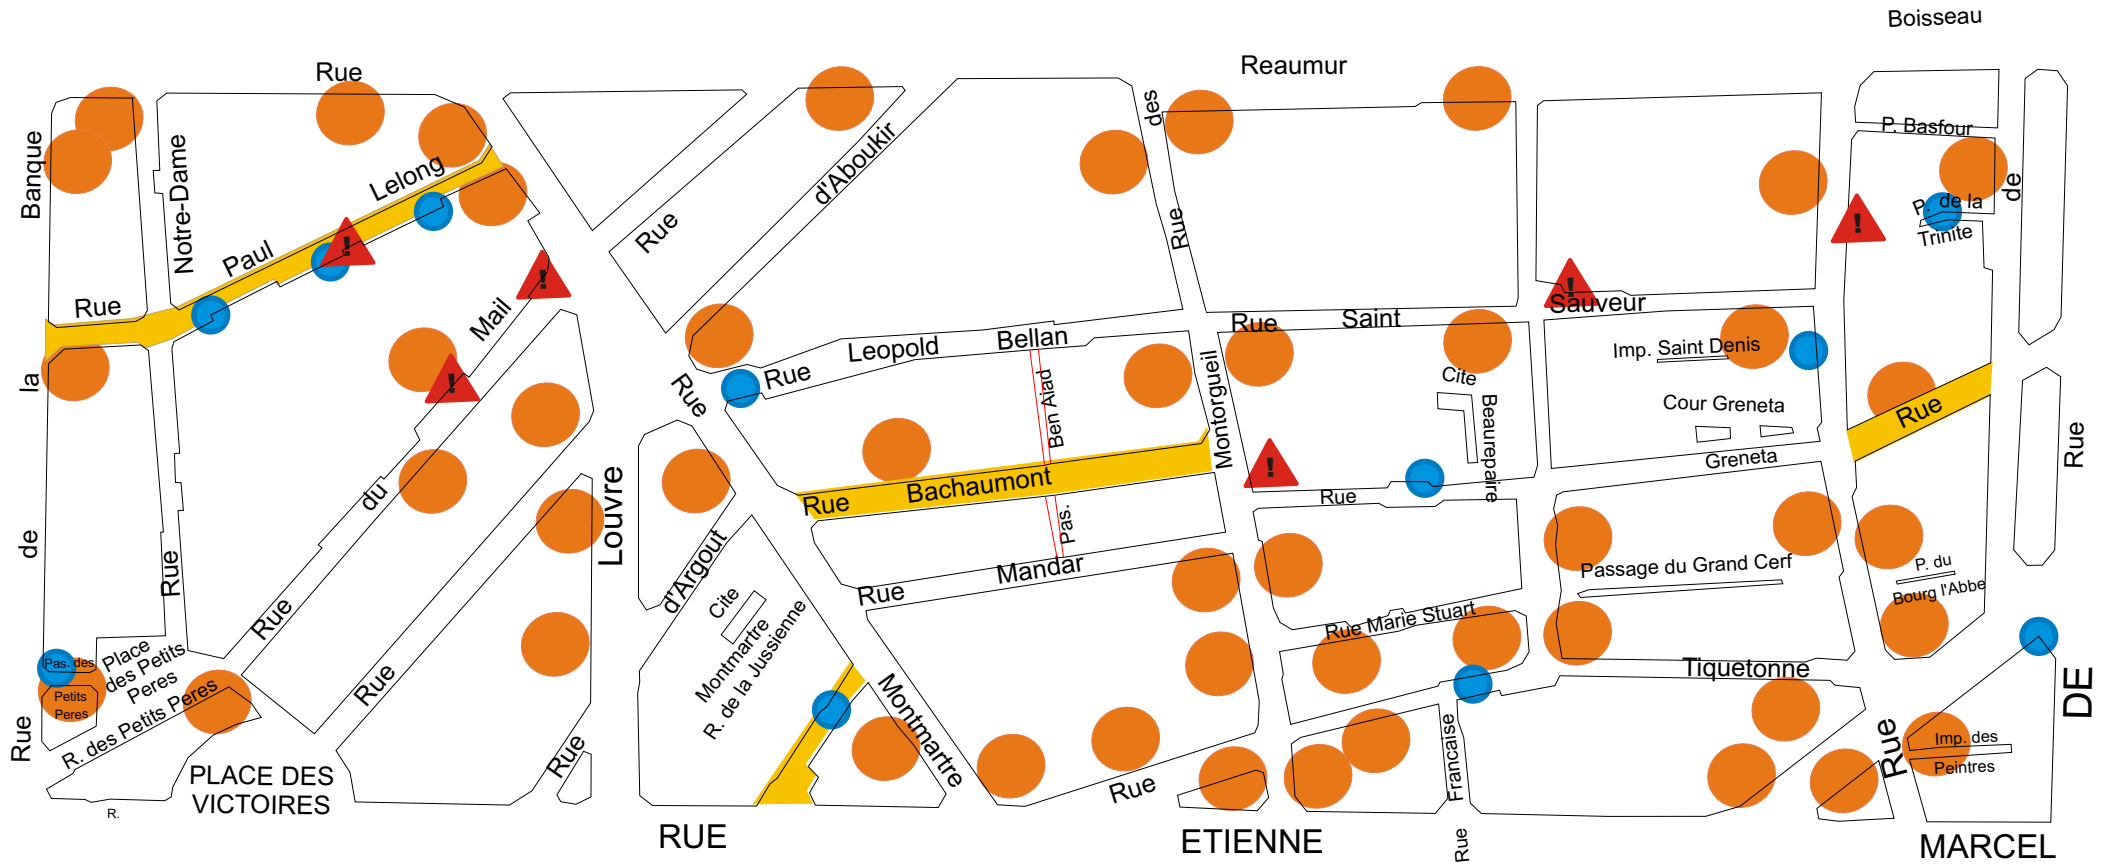 Boisseau
Rue
Reaumur
Banque
Notre-Dame
Lelong
Paul
Rue
d'Aboukir
Rue
des
Rue
P. Basfour
de
P. de la
Trinite
Rue
Mail
la
Leopold
Bellan
Rue
Rue
Rue
Saint
Sauveur
Imp. Saint Denis
Cite
Beaurepaire
Cour Greneta
Greneta
Rue
Rue
Montorgueil
Ben Aiad
Pas.
Rue
Bachaumont
Rue
Mandar
Rue
Louvre
d'Argout
du
de
Rue
Rue
Cite
Montmartre
R. de la Jussienne
Passage du Grand Cerf
P. du
Bourg l'Abbe
Rue Marie Stuart
Tiquetonne
Pas. des
Petits
Peres
Place
des Petits
Peres
R. des Petits Peres
Rue
Rue
Rue
Montmartre
Rue
Francaise
Rue
Rue
Imp. des
Peintres
DE
PLACE DES
VICTOIRES
R.
RUE
ETIENNE
MARCEL